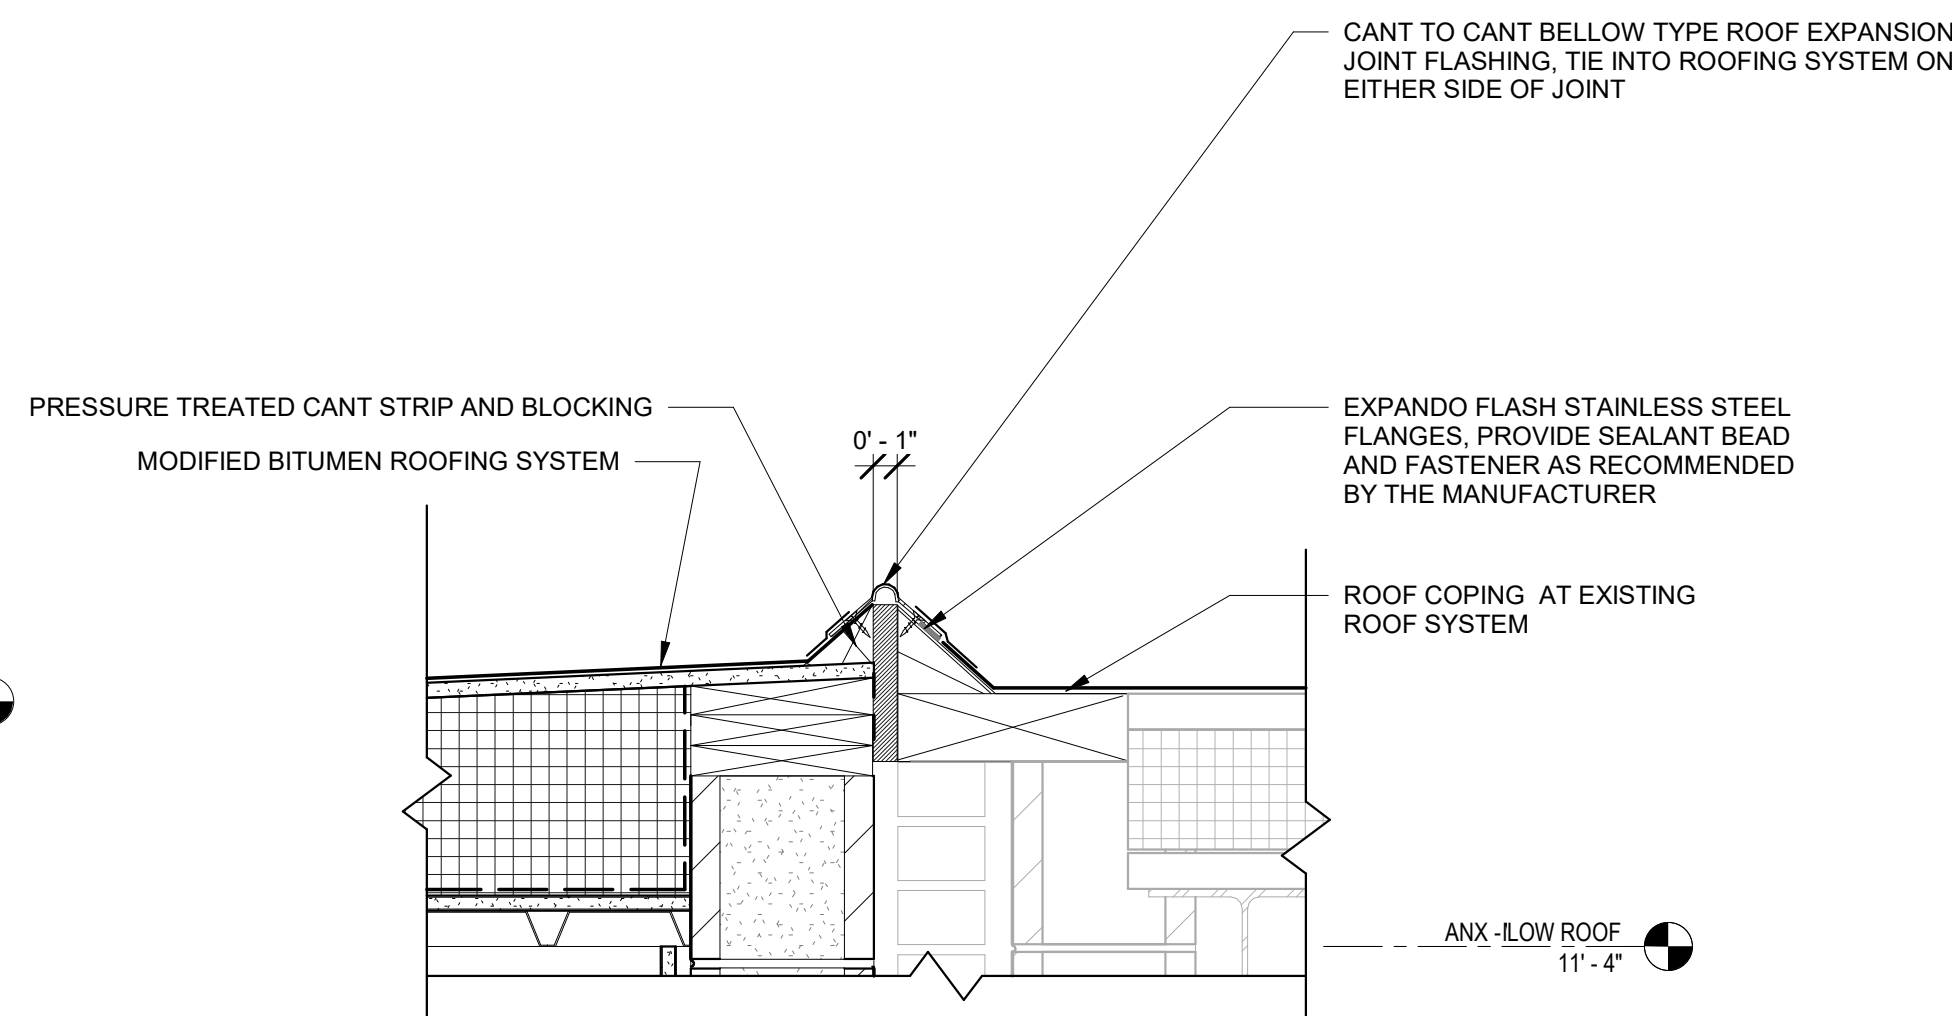 CANT TO CANT BELLOW TYPE ROOF EXPANSION
JOINT FLASHING, TIE INTO ROOFING SYSTEM ON
EITHER SIDE OF JOINT
PRESSURE TREATED CANT STRIP AND BLOCKING
MODIFIED BITUMEN ROOFING SYSTEM
0' - 1"
EXPANDO FLASH STAINLESS STEEL
FLANGES, PROVIDE SEALANT BEAD
AND FASTENER AS RECOMMENDED
BY THE MANUFACTURER
ROOF COPING AT EXISTING
ROOF SYSTEM
ANX - LOW ROOF
11' - 4"